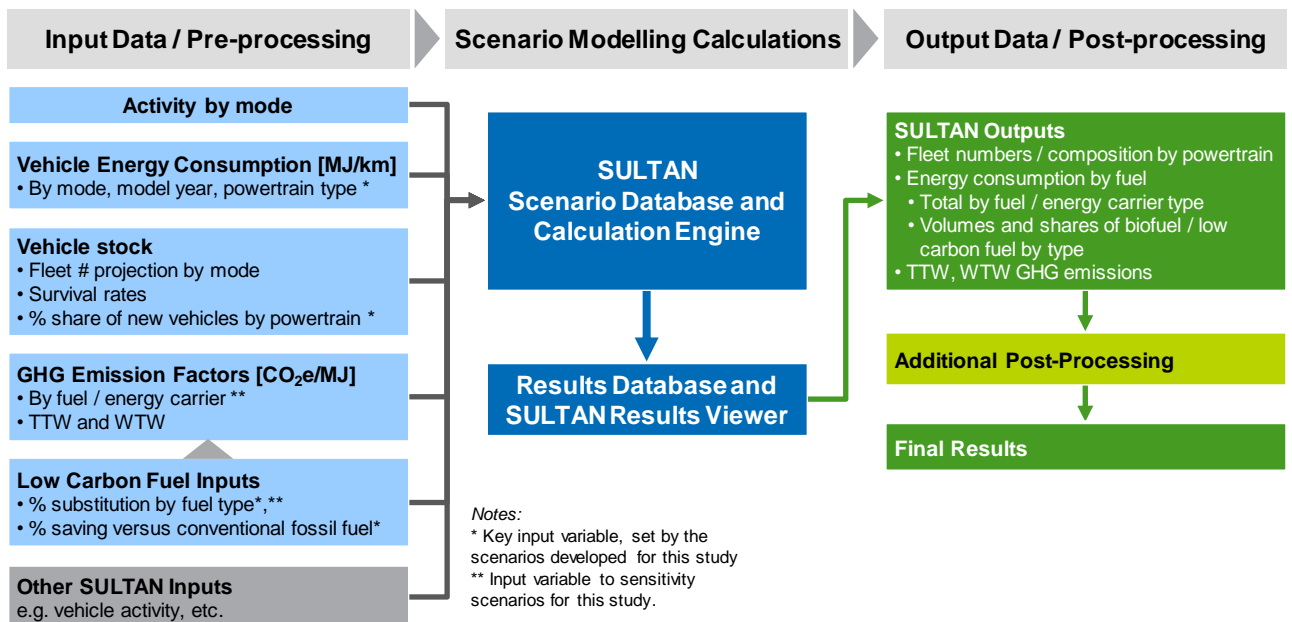 Input Data / Pre-processing
Scenario Modelling Calculations
Output Data / Post-processing
Activity by mode
Vehicle Energy Consumption [MJ/km]
• By mode, model year, powertrain type *
Vehicle stock
• Fleet # projection by mode
• Survival rates
• % share of new vehicles by powertrain *
GHG Emission Factors [CO₂e/MJ]
• By fuel / energy carrier **
• TTW and WTW
Low Carbon Fuel Inputs
• % substitution by fuel type*,**
• % saving versus conventional fossil fuel*
Other SULTAN Inputs
e.g. vehicle activity, etc.
SULTAN
Scenario Database and
Calculation Engine
Results Database and
SULTAN Results Viewer
Notes:
* Key input variable, set by the
scenarios developed for this study
** Input variable to sensitivity
scenarios for this study.
SULTAN Outputs
• Fleet numbers / composition by powertrain
• Energy consumption by fuel
• Total by fuel / energy carrier type
• Volumes and shares of biofuel / low
carbon fuel by type
• TTW, WTW GHG emissions
Additional Post-Processing
Final Results